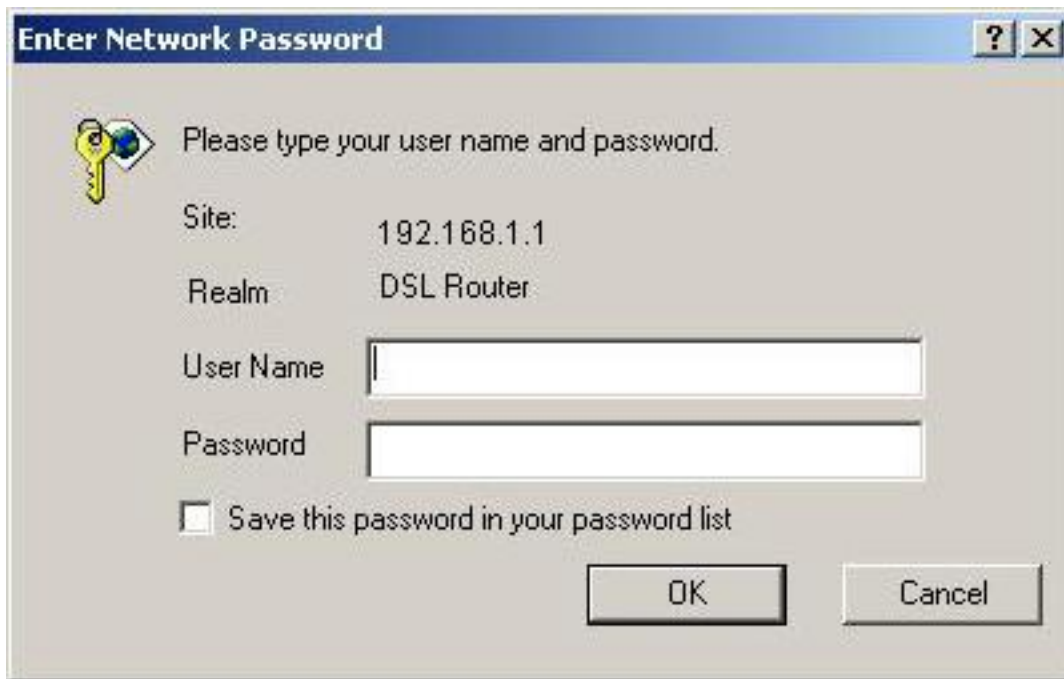 Enter Network Password
Please type your user name and password.
Site: 192.168.1.1
Realm DSL Router
User Name
Password
Save this password in your password list
OK Cancel